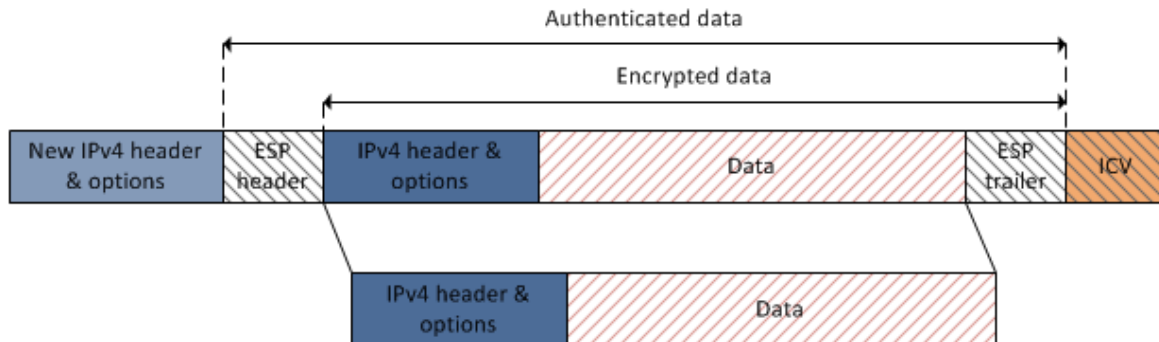 Authenticated data
Encrypted data
New IPv4 header
& options
ESP
header
IPv4 header &
options
Data
ESP
trailer
ICV
IPv4 header &
options
Data